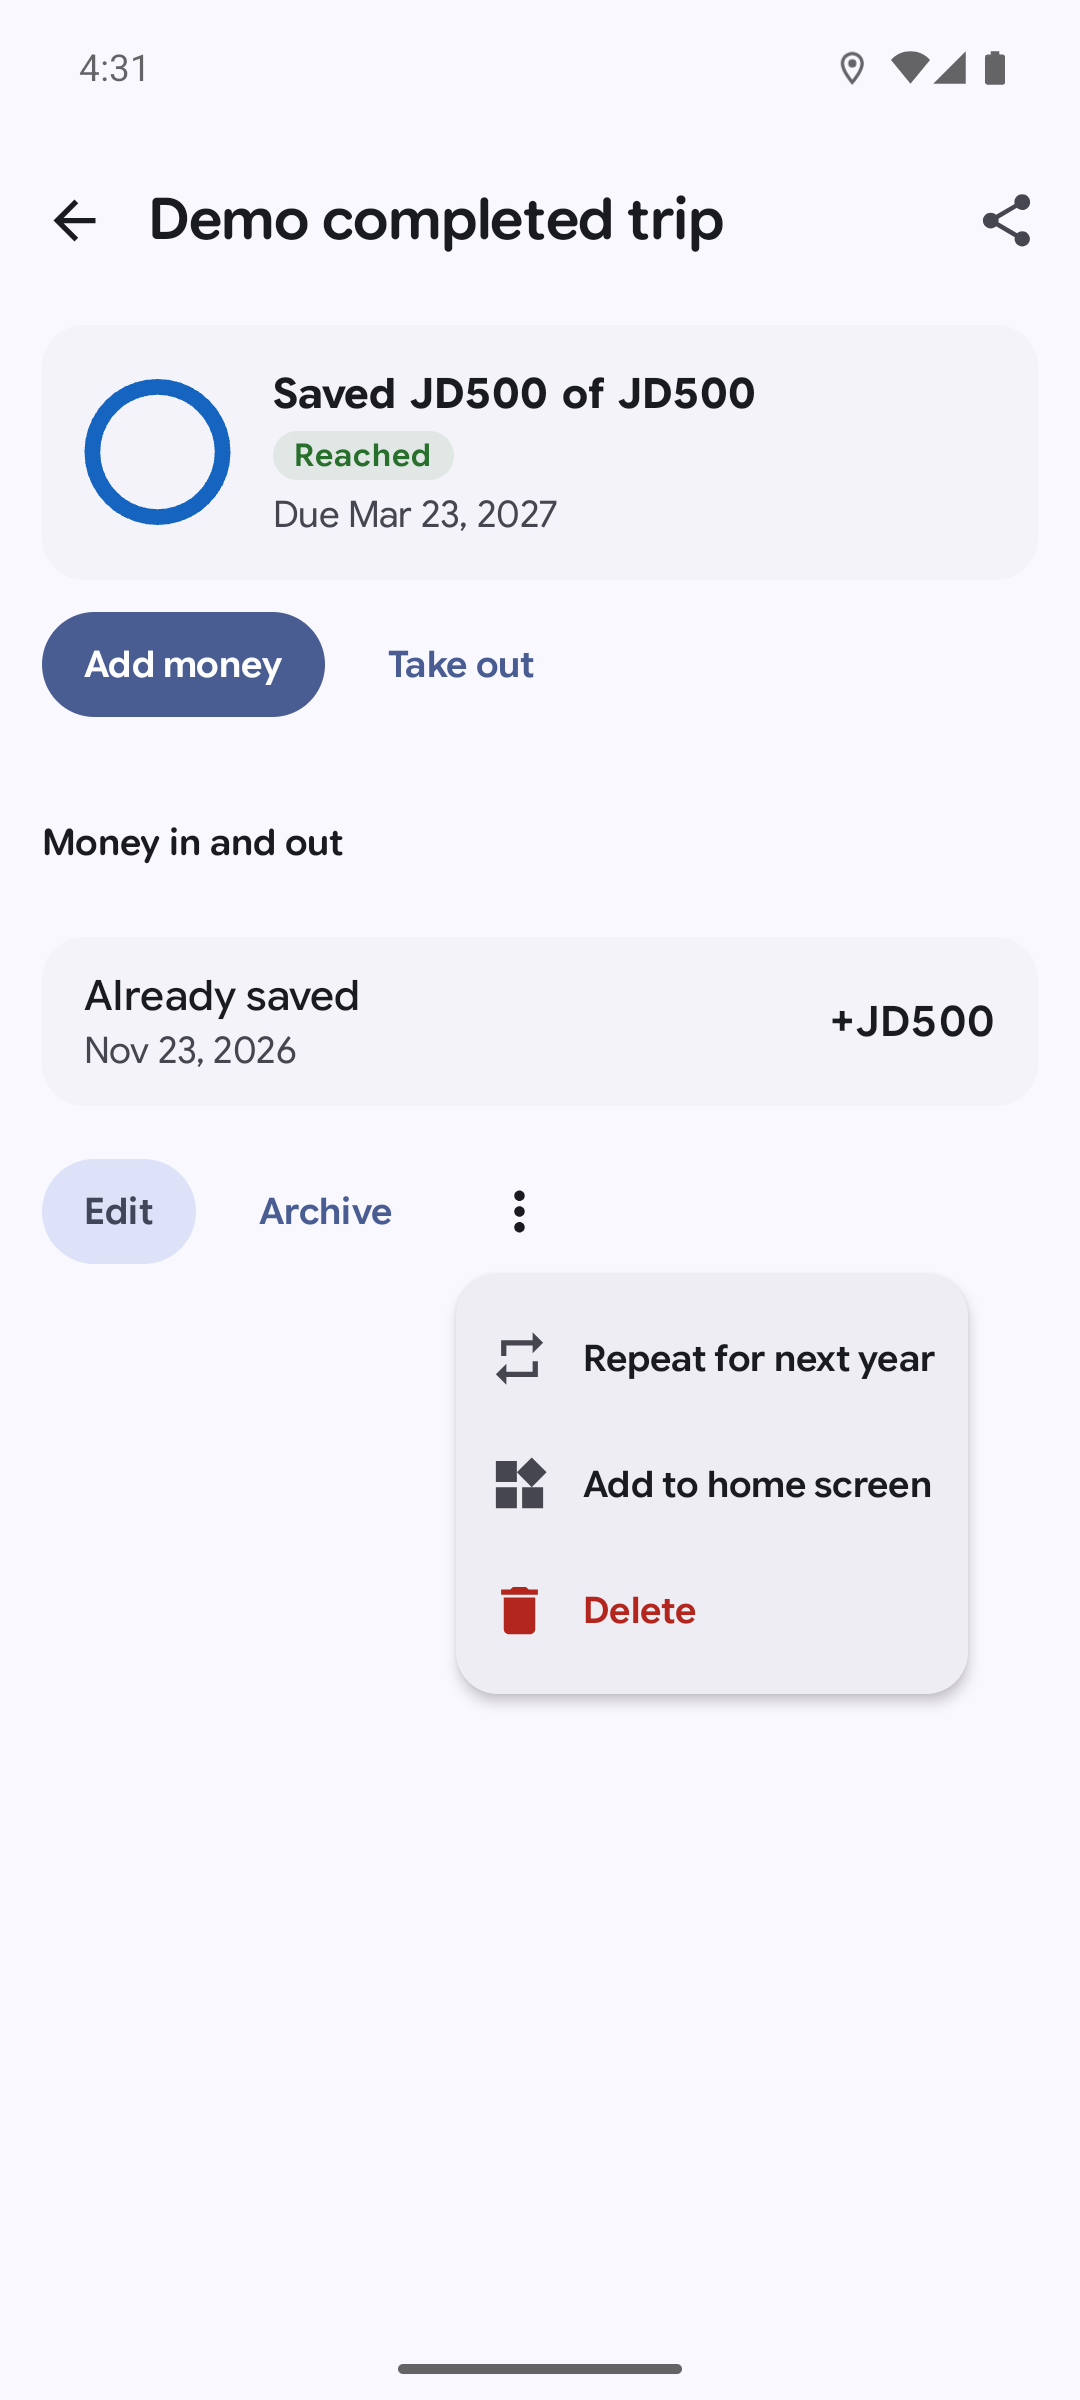 4:31
Demo completed trip
Saved JD500 of JD500
Reached
Due Mar 23, 2027
Add money
Take out
Money in and out
Already saved
Nov 23, 2026
+JD500
Edit
Archive
Repeat for next year
Add to home screen
Delete